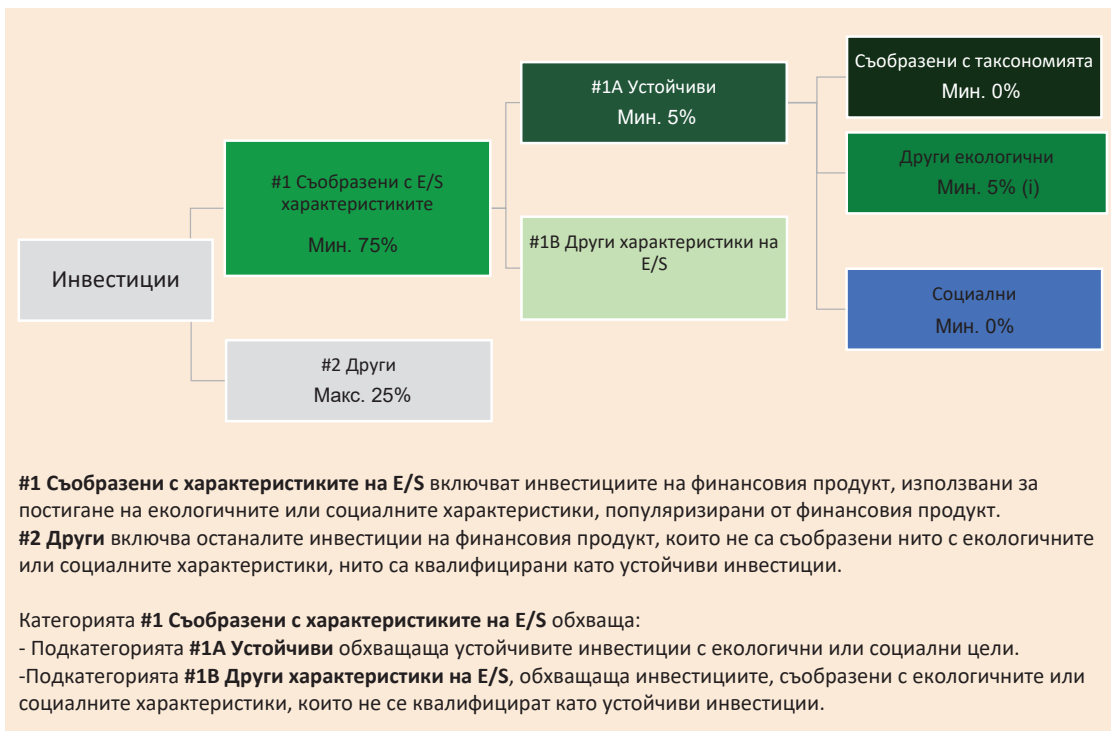 Инвестиции
#1 Съобразени с E/S
характеристиките
Мин. 75%
#2 Други
Макс. 25%
#1A Устойчиви
Мин. 5%
#1B Други характеристики на
E/S
Съобразени с таксономията
Мин. 0%
Други екологични
Мин. 5% (i)
Социални
Мин. 0%
#1 Съобразени с характеристиките на E/S включват инвестициите на финансовия продукт, използвани за
постигане на екологичните или социалните характеристики, популяризирани от финансовия продукт.
#2 Други включва останалите инвестиции на финансовия продукт, които не са съобразени нито с екологичните
или социалните характеристики, нито са квалифицирани като устойчиви инвестиции.
Категорията #1 Съобразени с характеристиките на E/S обхваща:
- Подкатегорията #1A Устойчиви обхващаща устойчивите инвестиции с екологични или социални цели.
-Подкатегорията #1B Други характеристики на E/S, обхващаща инвестициите, съобразени с екологичните или
социалните характеристики, които не се квалифицират като устойчиви инвестиции.